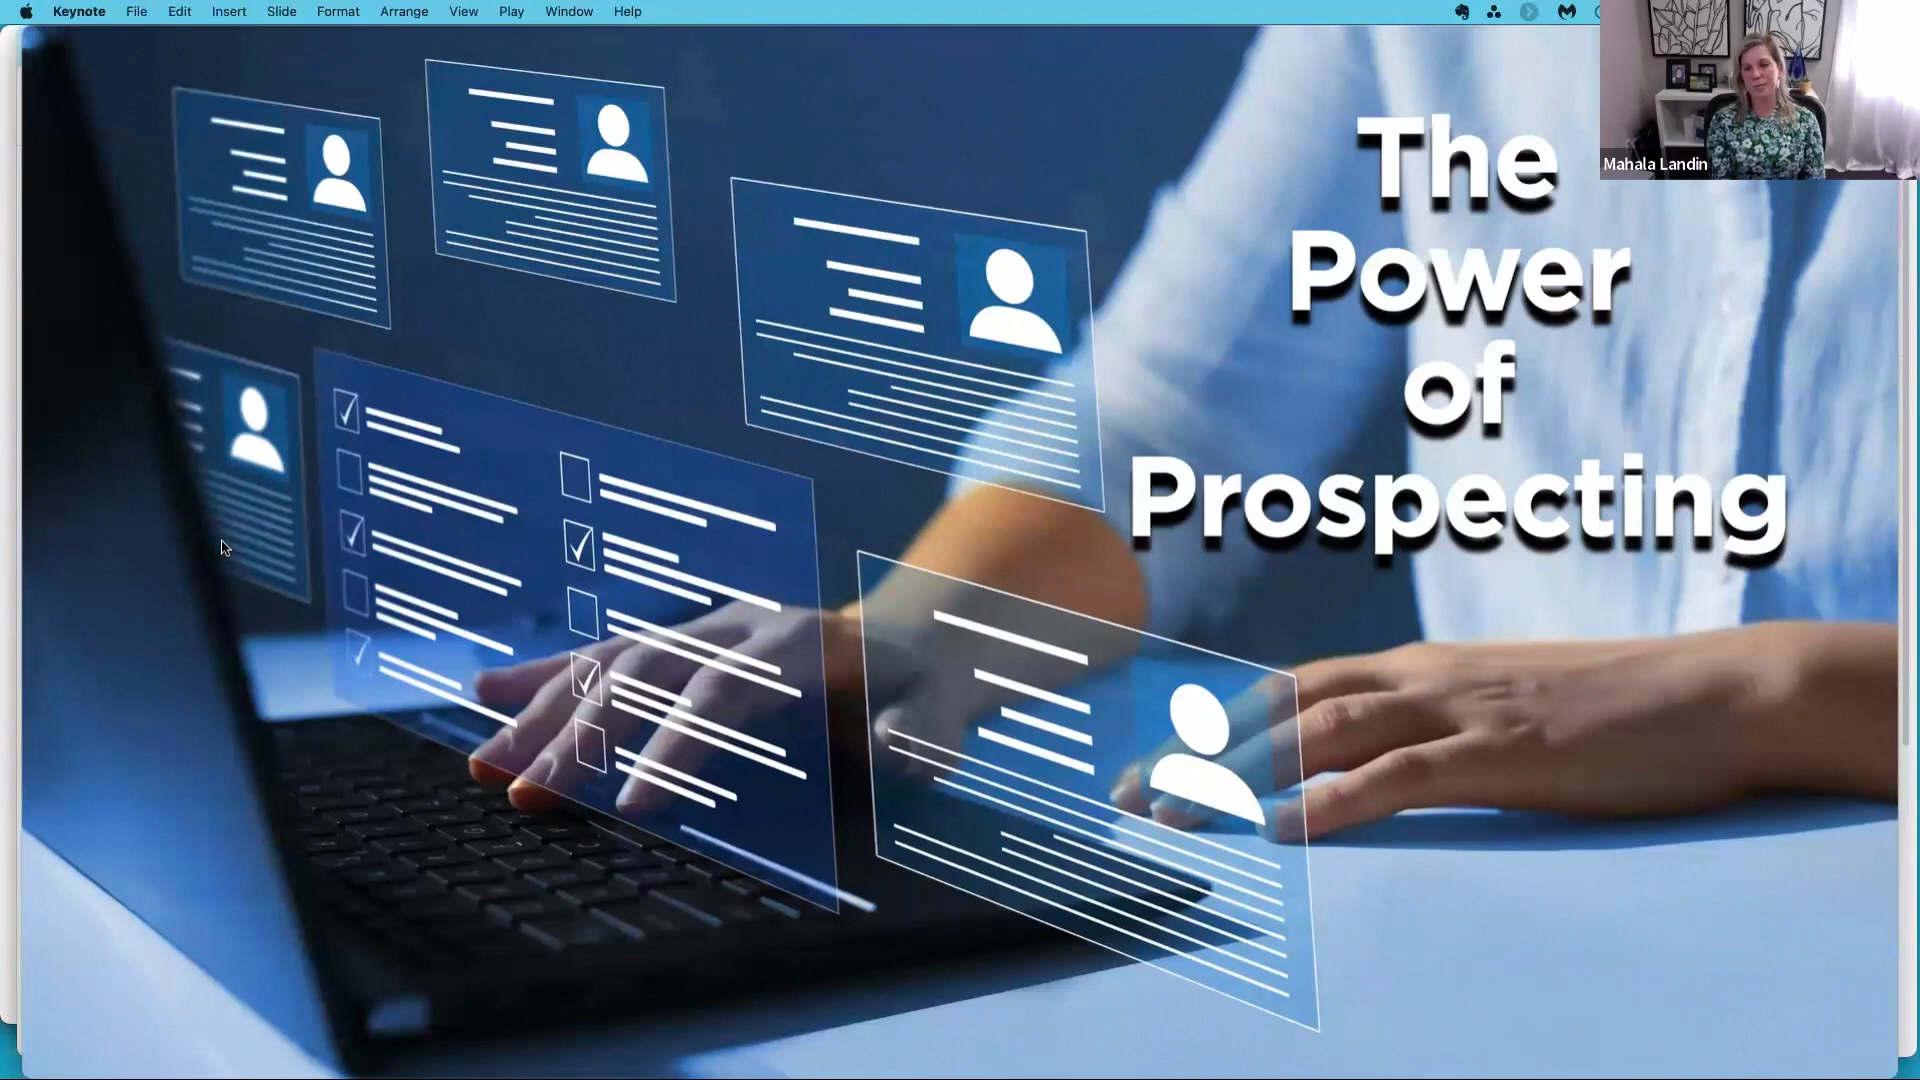 Keynote File Edit Insert Slide Format Arrange View Play Window Help
Mahala Landin
The
Power
of
Prospecting